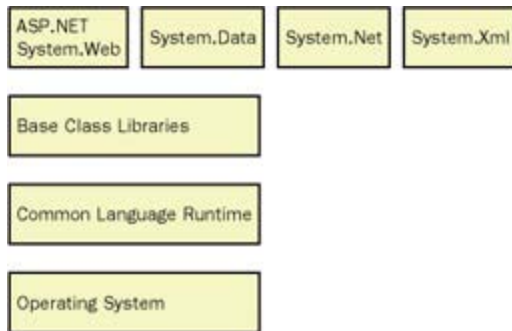 ASP.NET
System.Web
System.Data
System.Net
System.Xml
Base Class Libraries
Common Language Runtime
Operating System